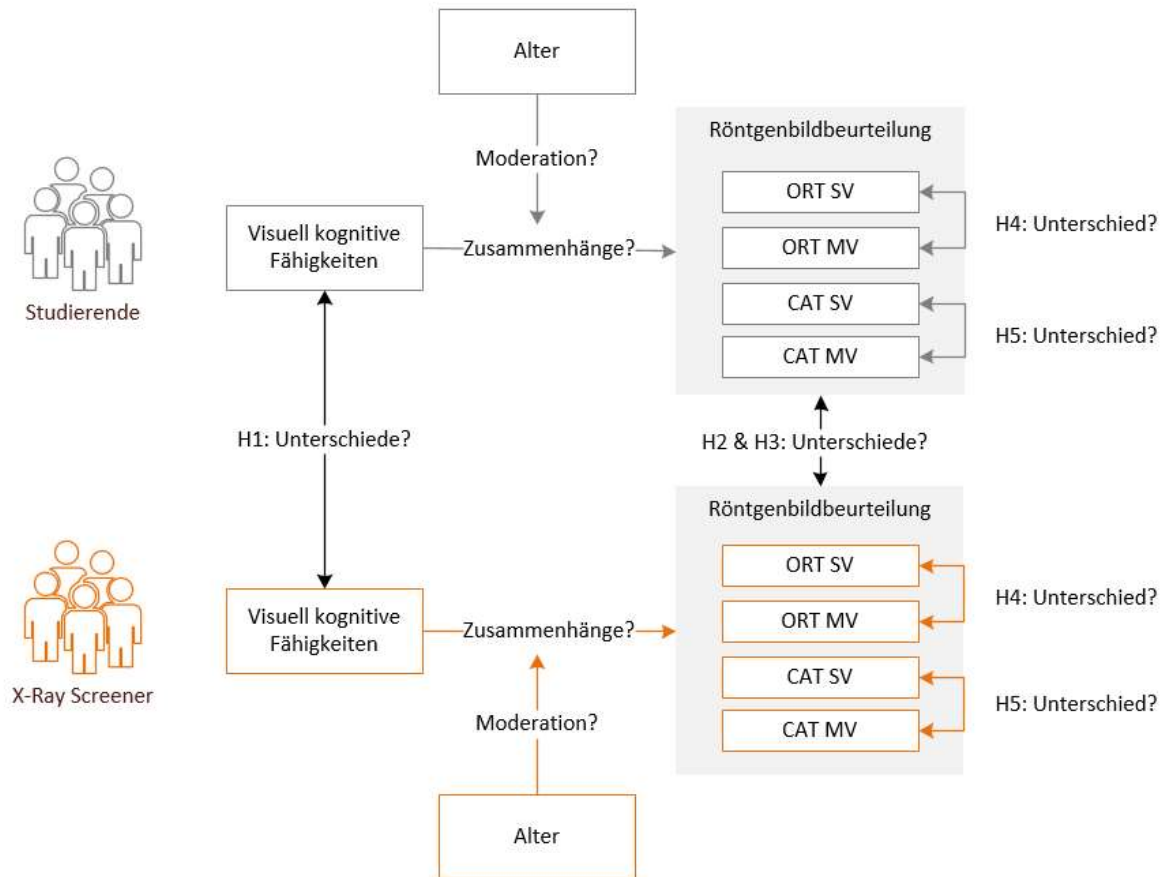 Alter
Moderation?
Studierende
Visuell kognitive
Fähigkeiten
Zusammenhänge?
Röntgenbildbeurteilung
ORT SV
ORT MV
CAT SV
CAT MV
H4: Unterschied?
H5: Unterschied?
H1: Unterschiede?
H2 & H3: Unterschiede?
X-Ray Screener
Visuell kognitive
Fähigkeiten
Zusammenhänge?
Röntgenbildbeurteilung
ORT SV
ORT MV
CAT SV
CAT MV
H4: Unterschied?
H5: Unterschied?
Moderation?
Alter